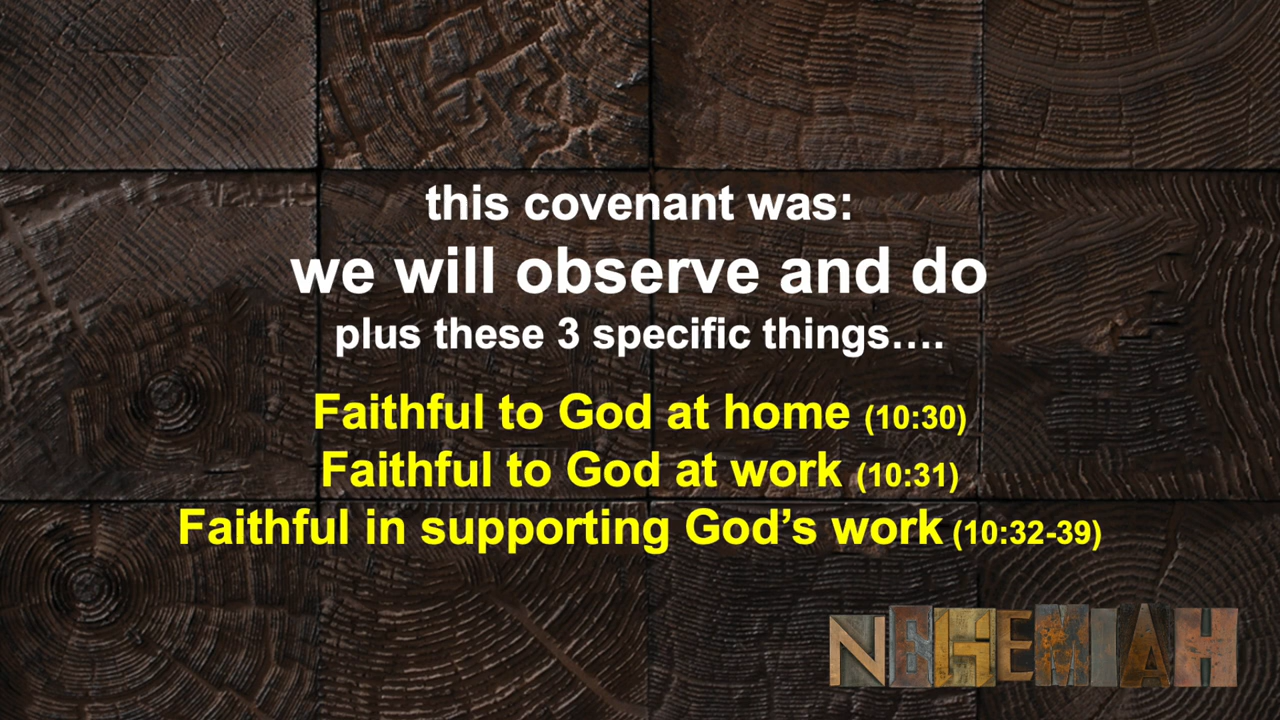 this covenant was:
we will observe and do
plus these 3 specific things....
Faithful to God at home (10:30)
Faithful to God at work (10:31)
Faithful in supporting God’s work (10:32-39)
NEHEMIAH